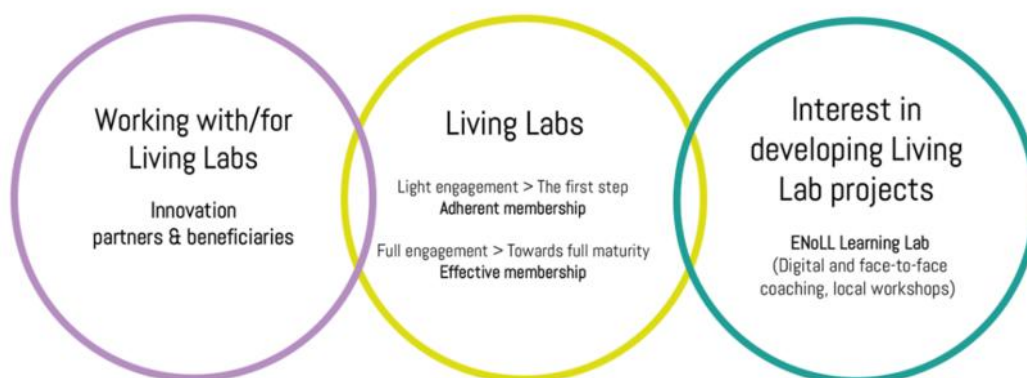 Working with/for
Living Labs
Innovation
partners & beneficiaries
Living Labs
Light engagement > The first step
Adherent membership
Full engagement > Towards full maturity
Effective membership
Interest in
developing Living
Lab projects
ENoLL Learning Lab
(Digital and face-to-face
coaching, local workshops)